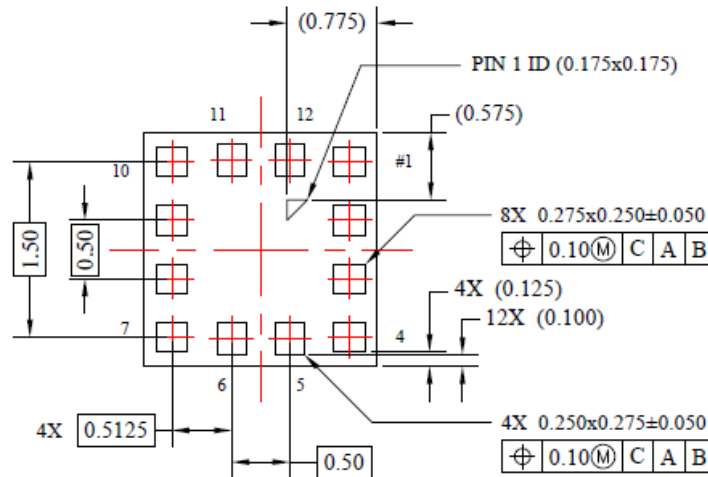 (0.775)
PIN 1 ID (0.175x0.175)
(0.575)
11 12
10 #1
8X 0.275x0.250±0.050
⌖ 0.10Ⓜ C A B
1.50
0.50
4X (0.125)
12X (0.100)
7 4
6 5
4X 0.5125
4X 0.250x0.275±0.050
0.50
⌖ 0.10Ⓜ C A B